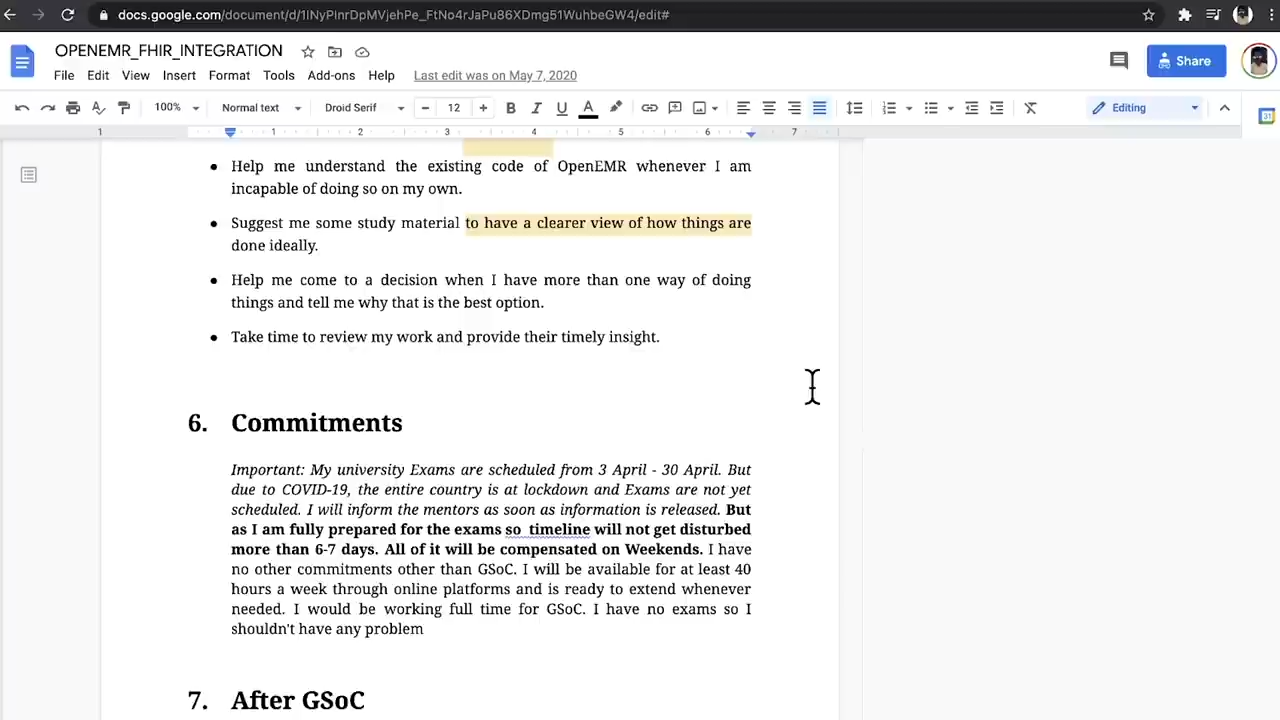 docs.google.com/document/d/1INyPInrDpMVjehPe_FtNo4rJaPu86XDmg51WuhbeGW4/edit#
OPENEMR_FHIR_INTEGRATION
File Edit View Insert Format Tools Add-ons Help Last edit was on May 7, 2020
Share
100% Normal text Droid Serif 12 Editing
1 1 2 3 4 5 6 7
31
● Help me understand the existing code of OpenEMR whenever I am
incapable of doing so on my own.
● Suggest me some study material to have a clearer view of how things are
done ideally.
● Help me come to a decision when I have more than one way of doing
things and tell me why that is the best option.
● Take time to review my work and provide their timely insight.
6. Commitments
Important: My university Exams are scheduled from 3 April - 30 April. But
due to COVID-19, the entire country is at lockdown and Exams are not yet
scheduled. I will inform the mentors as soon as information is released. But
as I am fully prepared for the exams so timeline will not get disturbed
more than 6-7 days. All of it will be compensated on Weekends. I have
no other commitments other than GSoC. I will be available for at least 40
hours a week through online platforms and is ready to extend whenever
needed. I would be working full time for GSoC. I have no exams so I
shouldn't have any problem
7. After GSoC